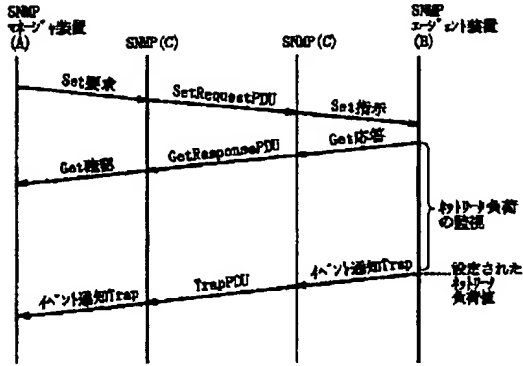 SNMP
マネージャ装置
(A)
SNMP(C)
SNMP(C)
SNMP
エージェント装置
(B)
Set要求
SetRequestPDU
Set指示
Get応答
GetResponsePDU
Get確認
ネットワーク負荷
の監視
イベント通知Trap
TrapPDU
イベント通知Trap
設定された
ネットワーク
負荷値